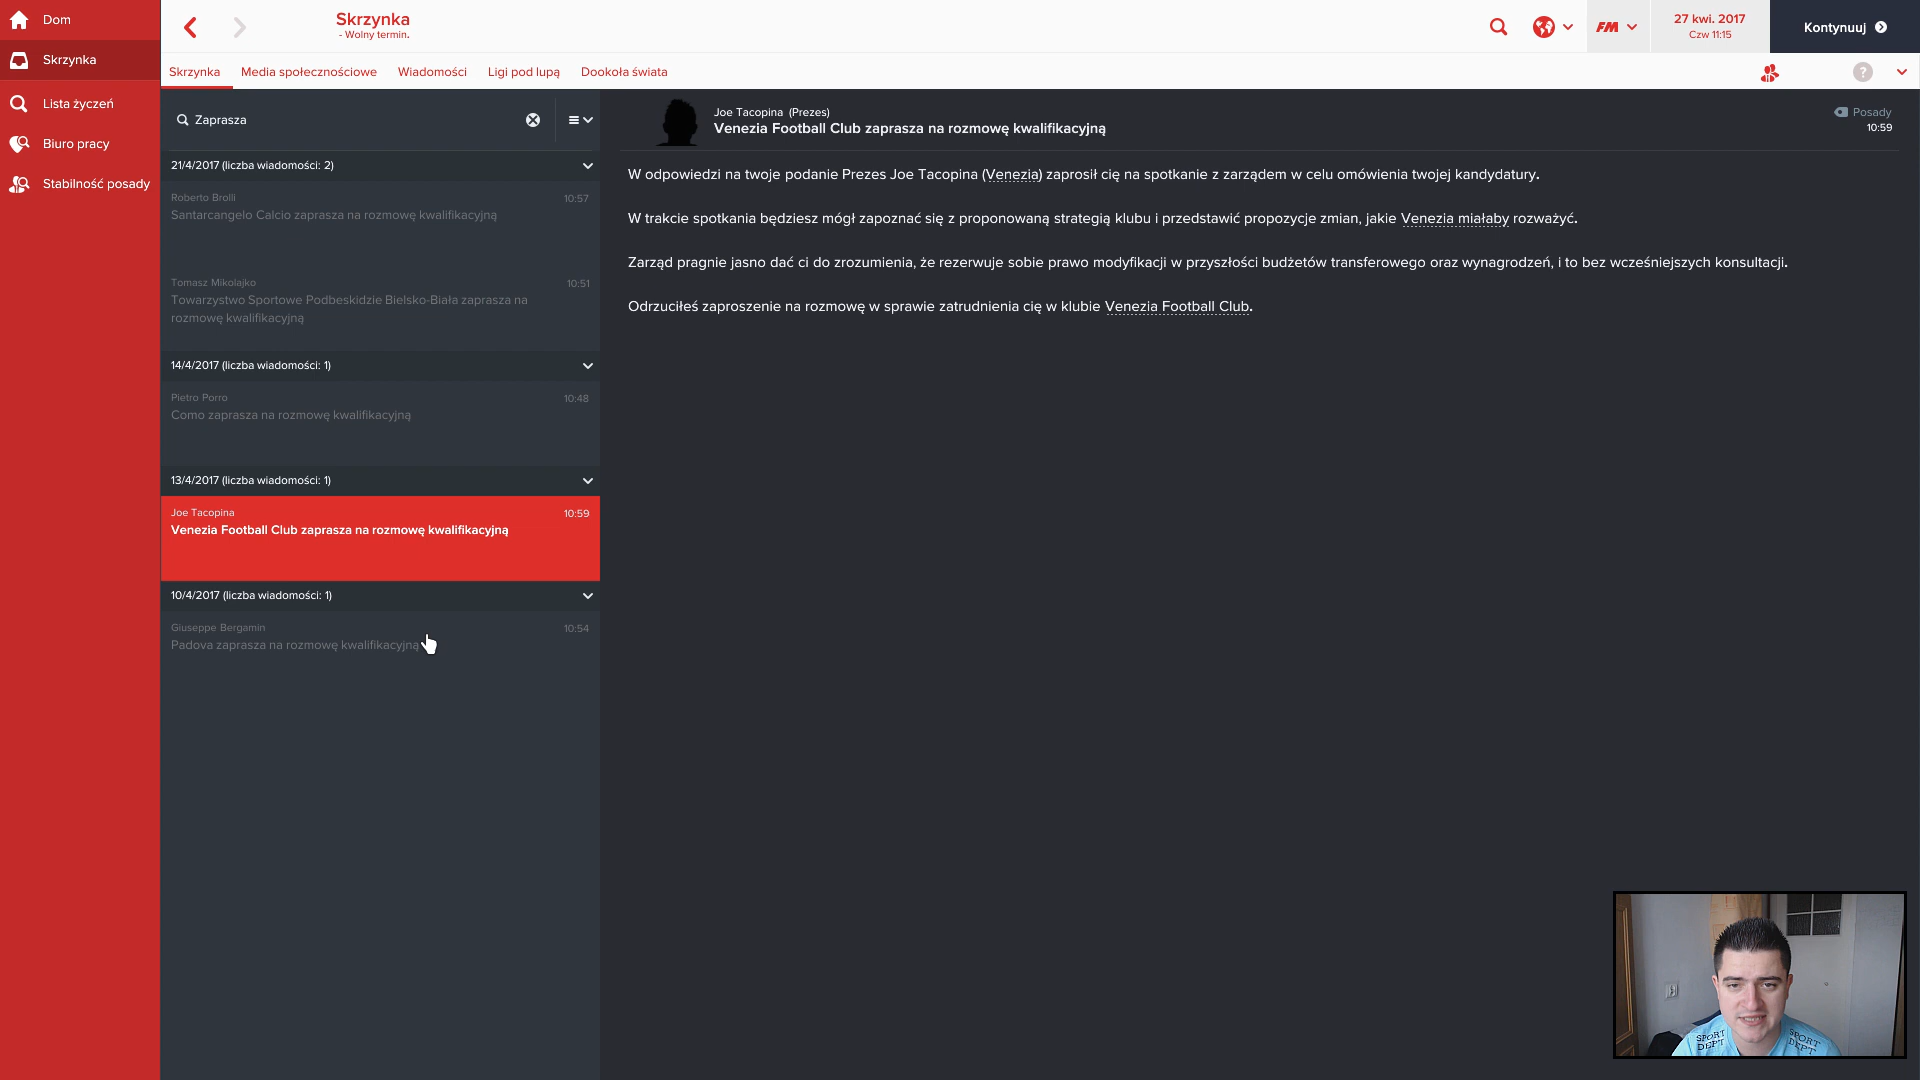 Dom
Skrzynka
Lista życzeń
Biuro pracy
Stabilność posady
Skrzynka
- Wolny termin.
FM
27 kwi. 2017
Czw 11:15
Kontynuuj
Skrzynka
Media społecznościowe
Wiadomości
Ligi pod lupą
Dookoła świata
?
Zaprasza
21/4/2017 (liczba wiadomości: 2)
Roberto Brolli
10:57
Santarcangelo Calcio zaprasza na rozmowę kwalifikacyjną
Tomasz Mikolajko
10:51
Towarzystwo Sportowe Podbeskidzie Bielsko-Biała zaprasza na
rozmowę kwalifikacyjną
14/4/2017 (liczba wiadomości: 1)
Pietro Porro
10:48
Como zaprasza na rozmowę kwalifikacyjną
13/4/2017 (liczba wiadomości: 1)
Joe Tacopina
10:59
Venezia Football Club zaprasza na rozmowę kwalifikacyjną
10/4/2017 (liczba wiadomości: 1)
Giuseppe Bergamin
10:54
Padova zaprasza na rozmowę kwalifikacyjną
Joe Tacopina (Prezes)
Venezia Football Club zaprasza na rozmowę kwalifikacyjną
Posady
10:59
W odpowiedzi na twoje podanie Prezes Joe Tacopina (Venezia) zaprosił cię na spotkanie z zarządem w celu omówienia twojej kandydatury.
W trakcie spotkania będziesz mógł zapoznać się z proponowaną strategią klubu i przedstawić propozycje zmian, jakie Venezia miałaby rozważyć.
Zarząd pragnie jasno dać ci do zrozumienia, że rezerwuje sobie prawo modyfikacji w przyszłości budżetów transferowego oraz wynagrodzeń, i to bez wcześniejszych konsultacji.
Odrzuciłeś zaproszenie na rozmowę w sprawie zatrudnienia cię w klubie Venezia Football Club.
SPORT
DEPT
SPORT
DEPT